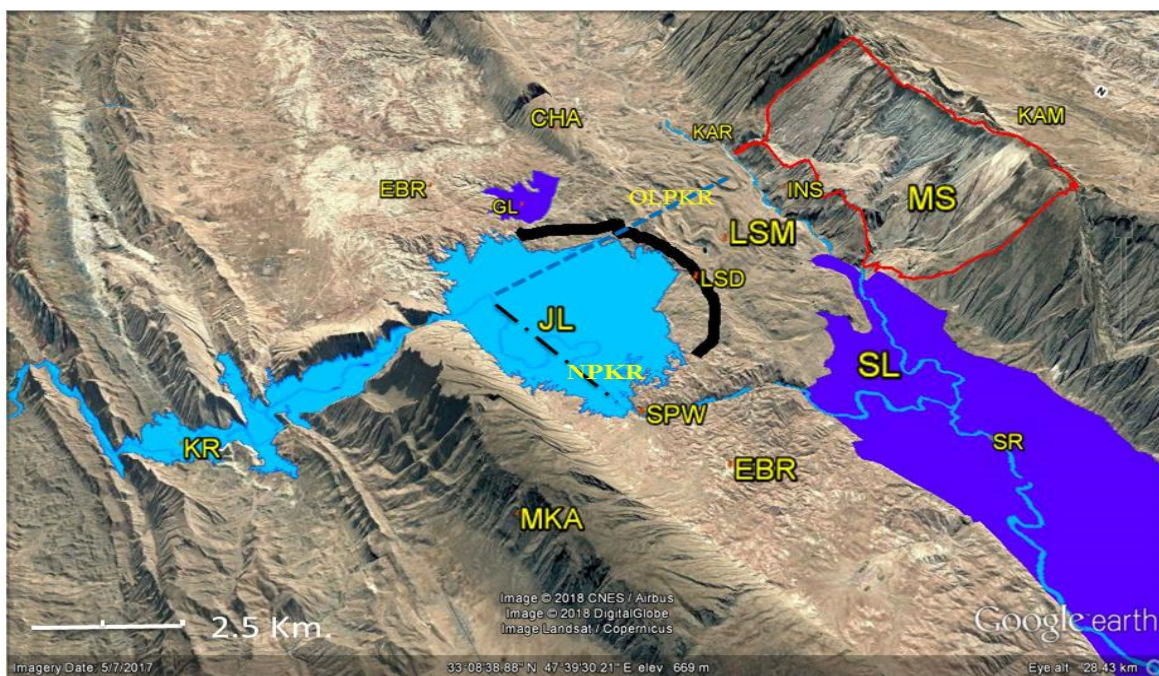 CHA
KAR
KAM
EBR
GL
OLPKR
INS
MS
LSM
LSD
JL
NPKR
SL
SPW
KR
SR
EBR
MKA
N
2.5 Km.
Image © 2018 CNES / Airbus
Image © 2018 DigitalGlobe
Image Landsat / Copernicus
Google earth
Imagery Date: 5/7/2017
33°08'38.88" N 47°39'30.21" E elev 669 m
Eye alt 28.43 km